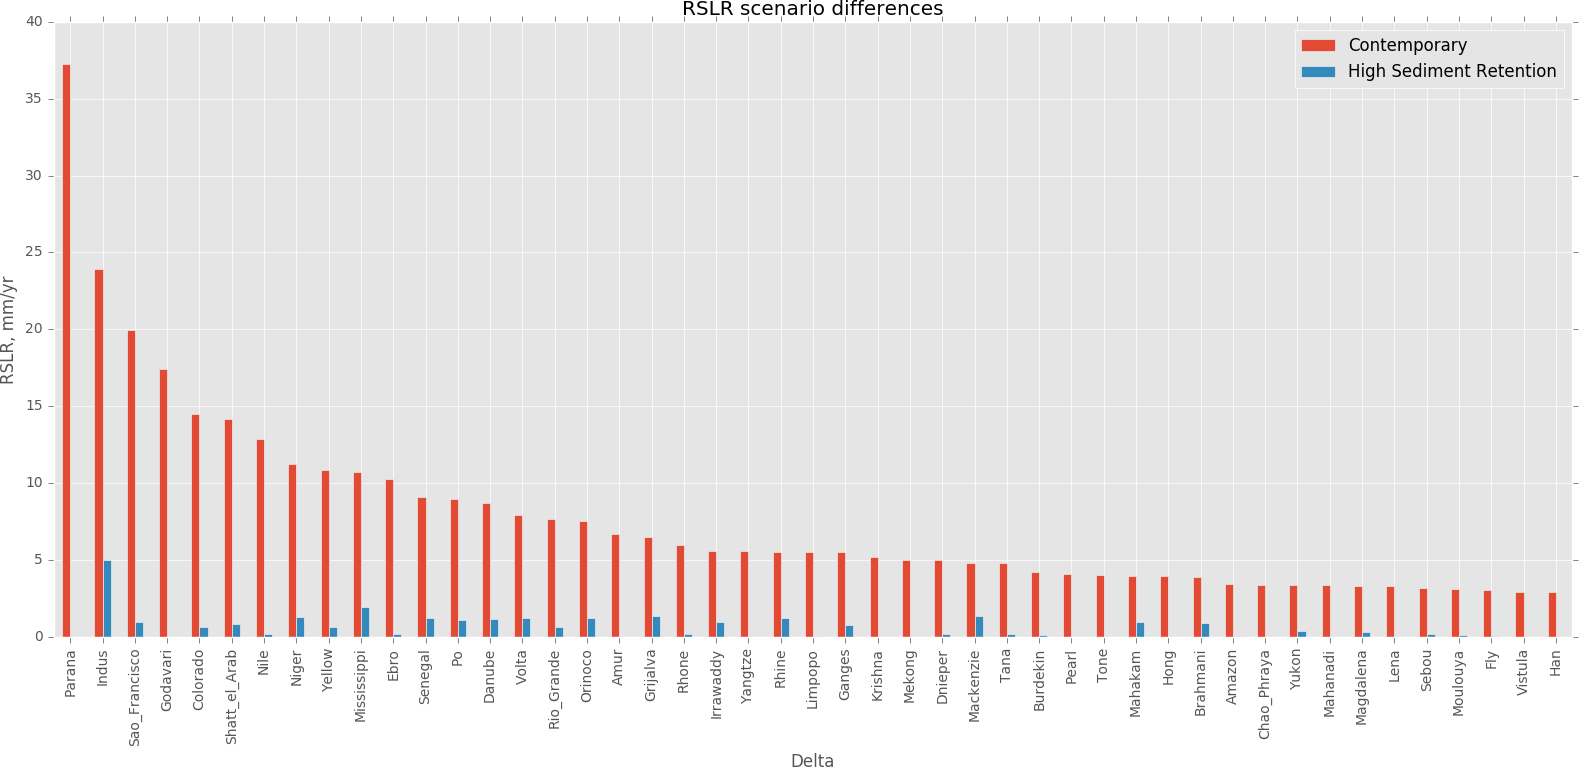 RSLR scenario differences
Contemporary
High Sediment Retention
RSLR, mm/yr
40
35
30
25
20
15
10
5
0
Parana
Indus
Sao_Francisco
Godavari
Colorado
Shatt_el_Arab
Nile
Niger
Yellow
Mississippi
Ebro
Senegal
Po
Danube
Volta
Rio_Grande
Orinoco
Amur
Grijalva
Rhone
Irrawaddy
Yangtze
Rhine
Limpopo
Ganges
Krishna
Mekong
Dnieper
Mackenzie
Tana
Burdekin
Pearl
Tone
Mahakam
Hong
Brahmani
Amazon
Chao_Phraya
Yukon
Mahanadi
Magdalena
Lena
Sebou
Moulouya
Fly
Vistula
Han
Delta